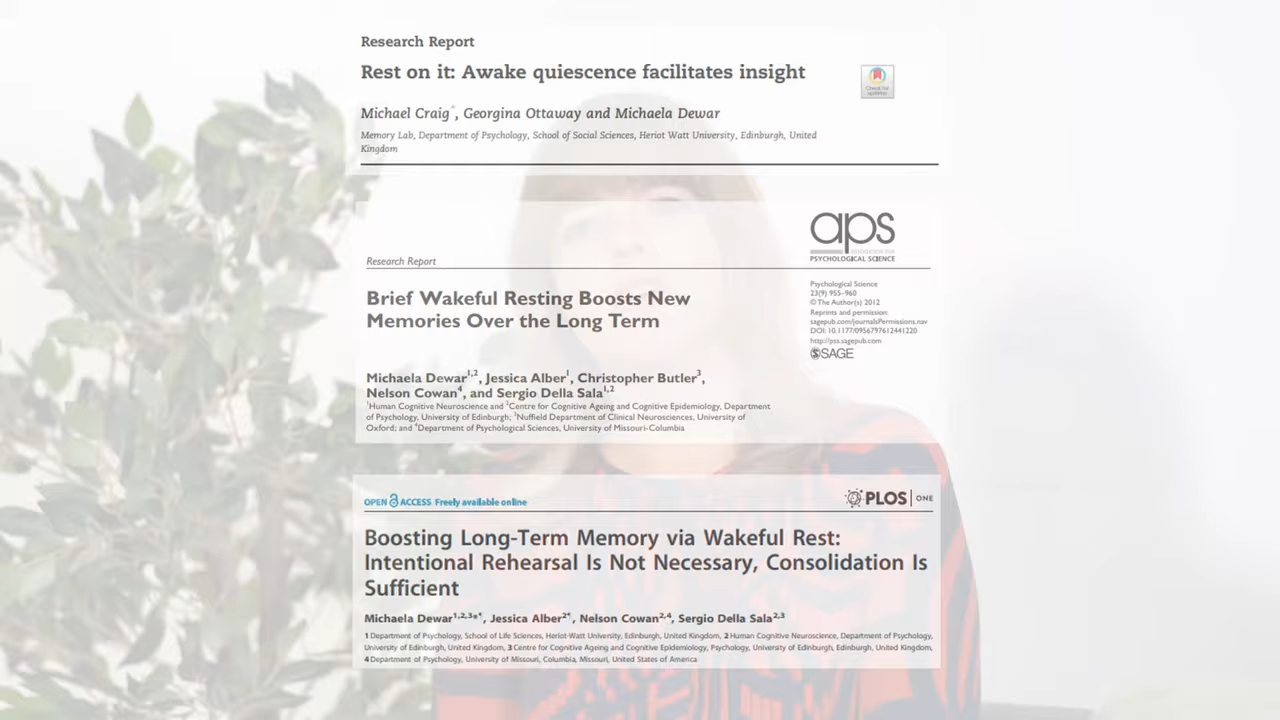 Research Report
Rest on it: Awake quiescence facilitates insight
Check for
updates
Michael Craig*, Georgina Ottaway and Michaela Dewar
Memory Lab, Department of Psychology, School of Social Sciences, Heriot Watt University, Edinburgh, United
Kingdom
aps
ASSOCIATION FOR
PSYCHOLOGICAL SCIENCE
Research Report
Brief Wakeful Resting Boosts New
Memories Over the Long Term
Psychological Science
23(9) 955–960
© The Author(s) 2012
Reprints and permission:
sagepub.com/journalsPermissions.nav
DOI: 10.1177/0956797612441220
http://pss.sagepub.com
SAGE
Michaela Dewar1,2, Jessica Alber1, Christopher Butler3,
Nelson Cowan4, and Sergio Della Sala1,2
1Human Cognitive Neuroscience and 2Centre for Cognitive Ageing and Cognitive Epidemiology, Department
of Psychology, University of Edinburgh; 3Nuffield Department of Clinical Neurosciences, University of
Oxford; and 4Department of Psychological Sciences, University of Missouri-Columbia
OPEN ACCESS Freely available online
PLOS ONE
Boosting Long-Term Memory via Wakeful Rest:
Intentional Rehearsal Is Not Necessary, Consolidation Is
Sufficient
Michaela Dewar1,2,3*¶, Jessica Alber2¶, Nelson Cowan2,4, Sergio Della Sala2,3
1 Department of Psychology, School of Life Sciences, Heriot-Watt University, Edinburgh, United Kingdom, 2 Human Cognitive Neuroscience, Department of Psychology,
University of Edinburgh, United Kingdom, 3 Centre for Cognitive Ageing and Cognitive Epidemiology, Psychology, University of Edinburgh, Edinburgh, United Kingdom,
4 Department of Psychology, University of Missouri, Columbia, Missouri, United States of America